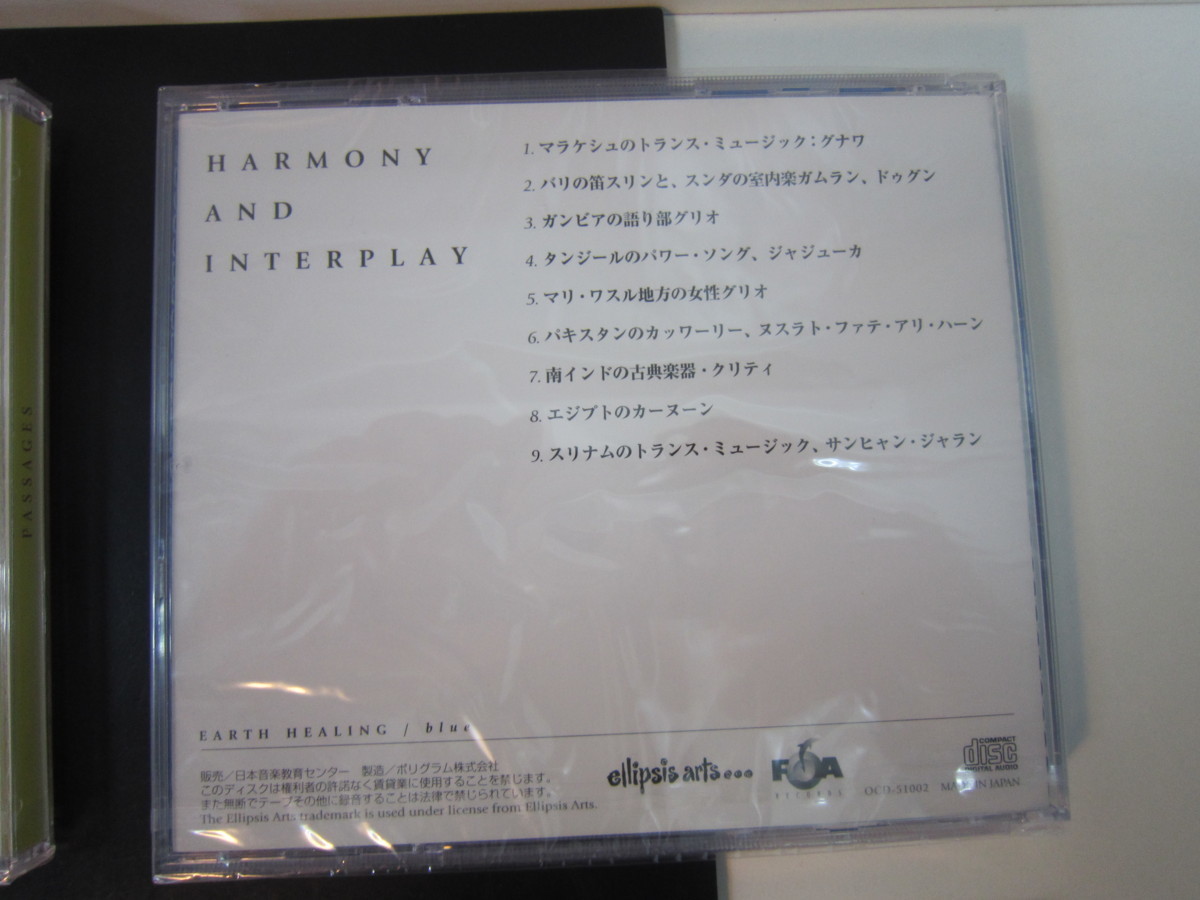 PASSAGES
HARMONY
AND
INTERPLAY
1. マラケシュのトランス・ミュージック：グナワ
2. バリの笛スリンと、スンダの室内楽ガムラン、ドゥグン
3. ガンビアの語り部グリオ
4. タンジールのパワー・ソング、ジャジューカ
5. マリ・ワスル地方の女性グリオ
6. パキスタンのカッワーリー、ヌスラト・ファテ・アリ・ハーン
7. 南インドの古典楽器・クリティ
8. エジプトのカーヌーン
9. スリナムのトランス・ミュージック、サンヒャン・ジャラン
EARTH HEALING / blue
販売／日本音楽教育センター 製造／ポリグラム株式会社
このディスクは権利者の許諾なく賃貸業に使用することを禁じます。
また無断でテープその他に録音することは法律で禁じられています。
The Ellipsis Arts trademark is used under license from Ellipsis Arts.
ellipsis arts...
FOA
RECORDS
OCD-51002 MADE IN JAPAN
COMPACT
disc
DIGITAL AUDIO